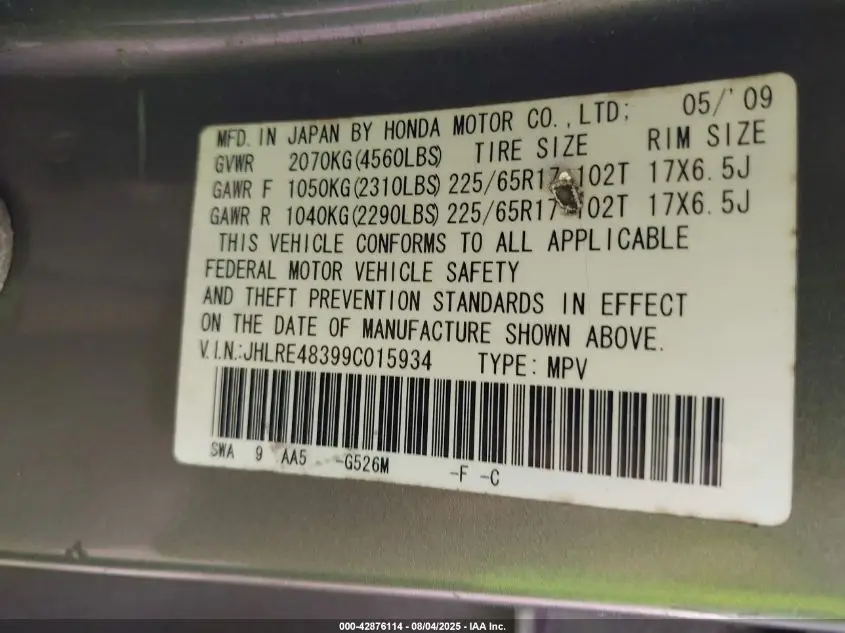 MFD. IN JAPAN BY HONDA MOTOR CO., LTD; 05/'09
GVWR 2070KG(4560LBS) TIRE SIZE RIM SIZE
GAWR F 1050KG(2310LBS) 225/65R17 102T 17X6.5J
GAWR R 1040KG(2290LBS) 225/65R17 102T 17X6.5J
THIS VEHICLE CONFORMS TO ALL APPLICABLE
FEDERAL MOTOR VEHICLE SAFETY
AND THEFT PREVENTION STANDARDS IN EFFECT
ON THE DATE OF MANUFACTURE SHOWN ABOVE.
V.I.N.:JHLRE48399C015934 TYPE: MPV
SWA 9 AA5 -G526M -F -C
000-42876114 - 08/04/2025 - IAA Inc.